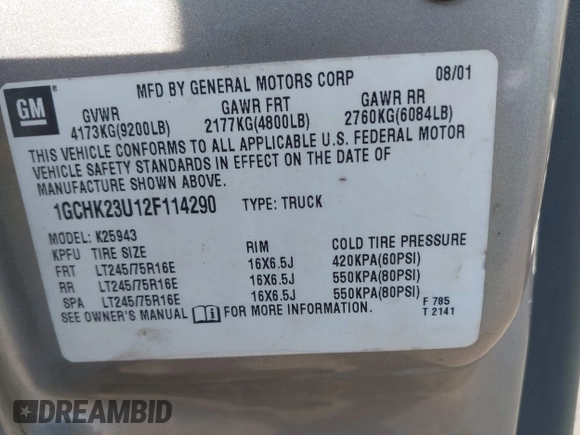 GM
MFD BY GENERAL MOTORS CORP 08/01
GVWR GAWR FRT GAWR RR
4173KG(9200LB) 2177KG(4800LB) 2760KG(6084LB)
THIS VEHICLE CONFORMS TO ALL APPLICABLE U.S. FEDERAL MOTOR
VEHICLE SAFETY STANDARDS IN EFFECT ON THE DATE OF
MANUFACTURE SHOWN ABOVE.
1GCHK23U12F114290 TYPE: TRUCK
MODEL: K25943
KPFU TIRE SIZE RIM COLD TIRE PRESSURE
FRT LT245/75R16E 16X6.5J 420KPA(60PSI)
RR LT245/75R16E 16X6.5J 550KPA(80PSI)
SPA LT245/75R16E 16X6.5J 550KPA(80PSI)
SEE OWNER'S MANUAL FOR MORE INFORMATION.
F 785
T 2141
DREAMBID